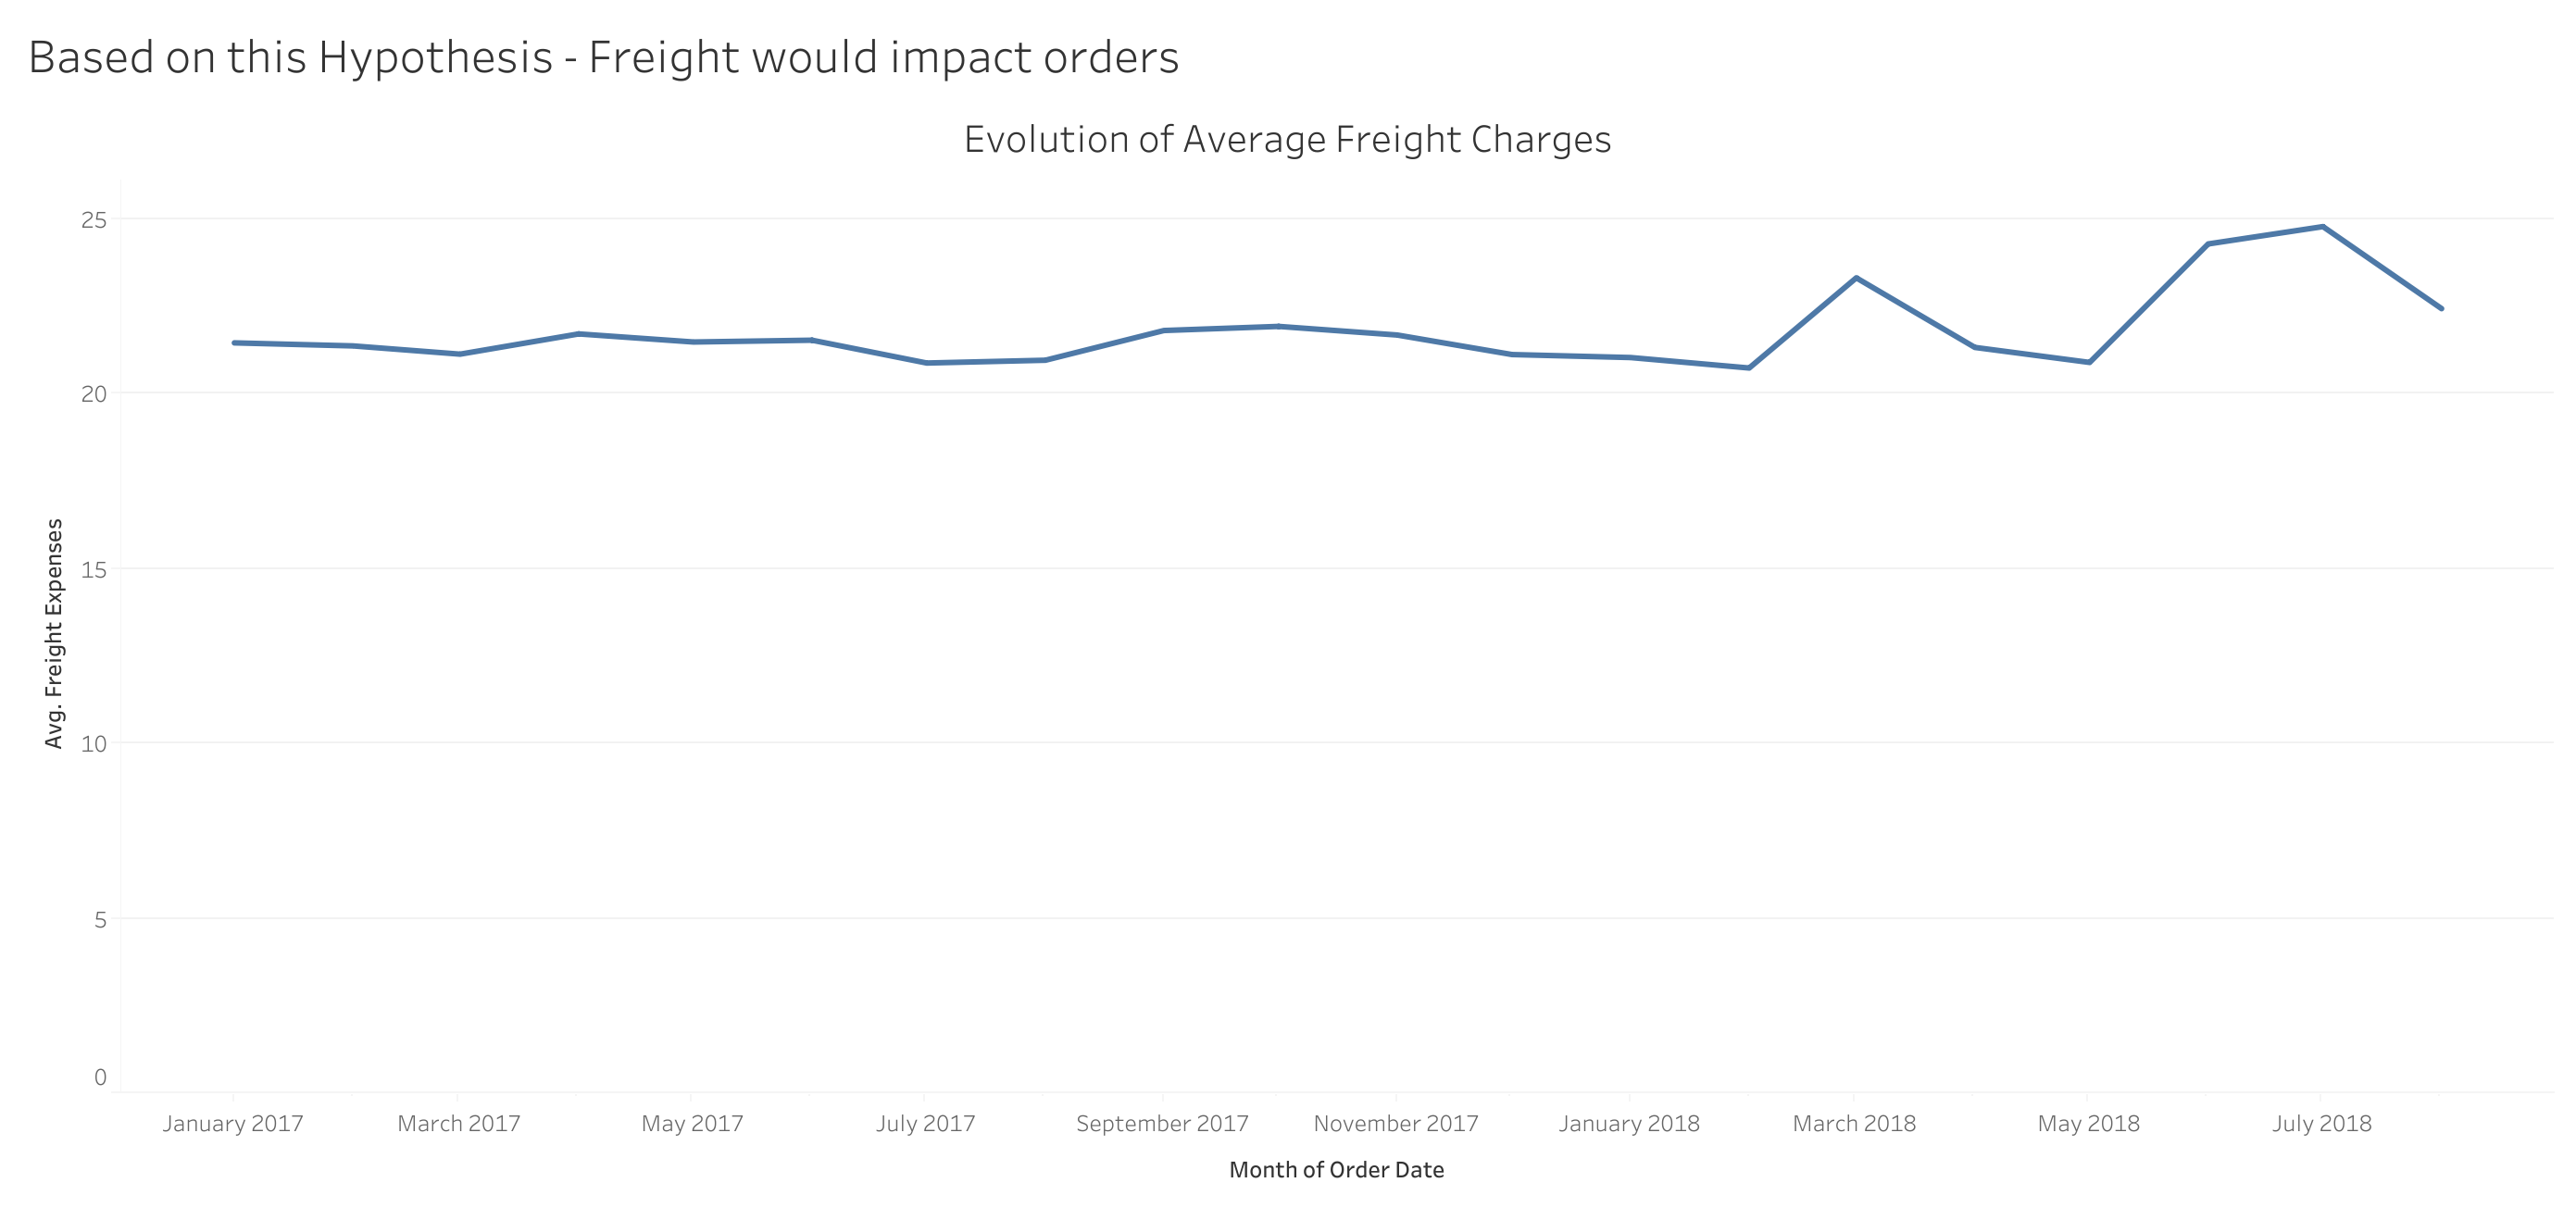 Based on this Hypothesis - Freight would impact orders
Evolution of Average Freight Charges
25
20
15
10
5
0
Avg. Freight Expenses
January 2017
March 2017
May 2017
July 2017
September 2017
November 2017
January 2018
March 2018
May 2018
July 2018
Month of Order Date